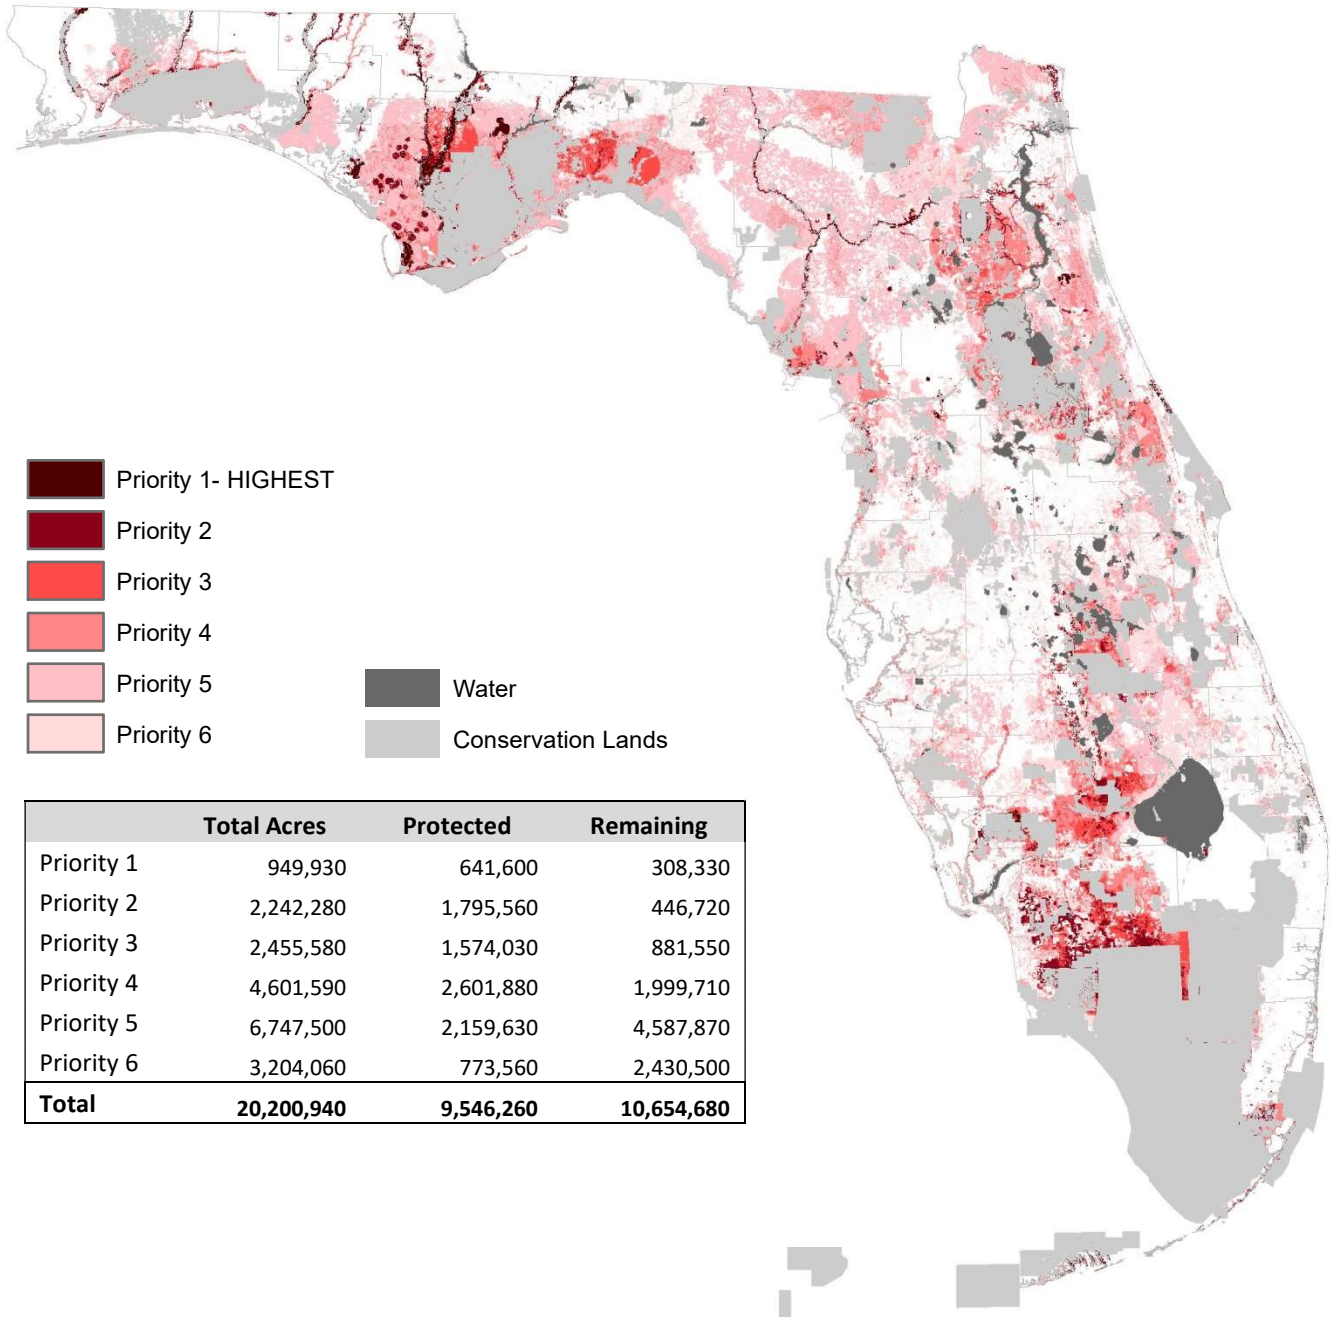 Priority 1- HIGHEST
Priority 2
Priority 3
Priority 4
Priority 5
Priority 6
Water
Conservation Lands
Total Acres Protected Remaining
Priority 1 949,930 641,600 308,330
Priority 2 2,242,280 1,795,560 446,720
Priority 3 2,455,580 1,574,030 881,550
Priority 4 4,601,590 2,601,880 1,999,710
Priority 5 6,747,500 2,159,630 4,587,870
Priority 6 3,204,060 773,560 2,430,500
Total 20,200,940 9,546,260 10,654,680